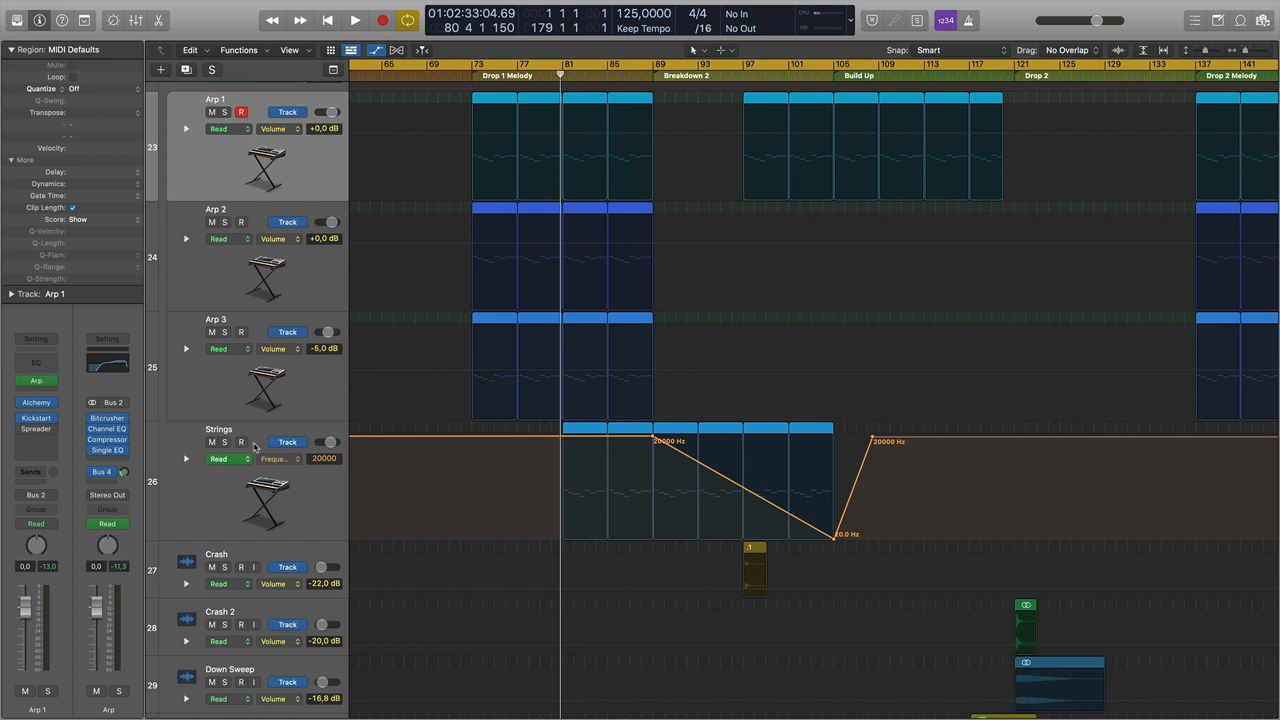 01:02:33:04.69 1 1 1 1 125,0000 4/4 No In CPU
80 4 1 150 179 1 1 1 Keep Tempo /16 No Out
1234
Region: MIDI Defaults
Edit Functions View Snap: Smart Drag: No Overlap
Mute:
Loop:
Quantize Off
Q-Swing:
Transpose:
Velocity:
More
Delay:
Dynamics:
Gate Time:
Clip Length:
Score: Show
Q-Velocity:
Q-Length:
Q-Flam:
Q-Range:
Q-Strength:
Track: Arp 1
Setting Setting
EQ
Arp
Alchemy Bus 2
Kickstart Bitcrusher
Spreader Channel EQ
Compressor
Single EQ
Sends Bus 4
Bus 2 Stereo Out
Group Group
Read Read
0,0 -13,0 0,0 -11,3
M S M S
Arp 1 Arp
S
65 69 73 77 81 85 89 93 97 101 105 109 113 117 121 125 129 133 137 141
Drop 1 Melody Breakdown 2 Build Up Drop 2 Drop 2 Melody
23
Arp 1
M S R Track
Read Volume +0,0 dB
24
Arp 2
M S R Track
Read Volume +0,0 dB
25
Arp 3
M S R Track
Read Volume -5,0 dB
26
Strings
M S R Track
Read Freque... 20000
20000 Hz
20.0 Hz
20000 Hz
27
Crash
M S R I Track
Read Volume -22,0 dB
.1
28
Crash 2
M S R I Track
Read Volume -20,0 dB
29
Down Sweep
M S R I Track
Read Volume -16,8 dB